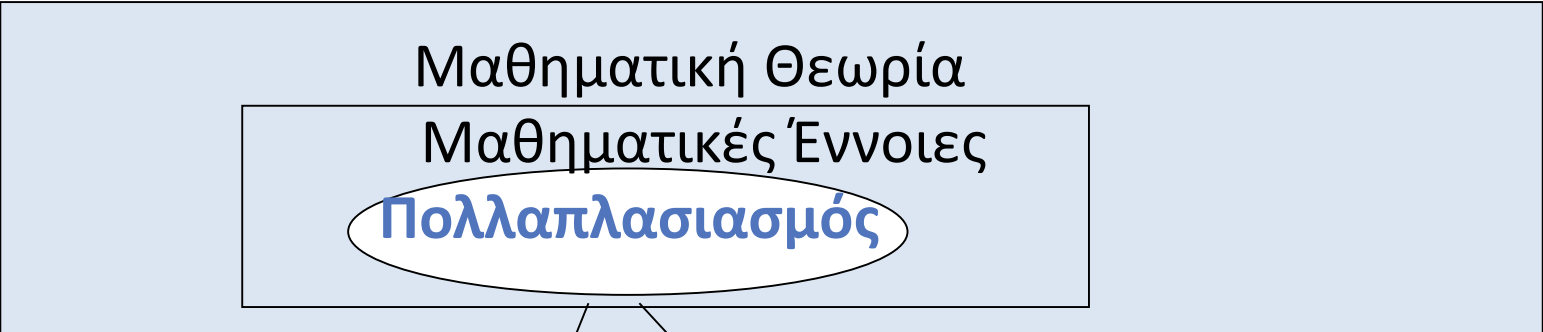 Μαθηματική Θεωρία
Μαθηματικές Έννοιες
Πολλαπλασιασμός